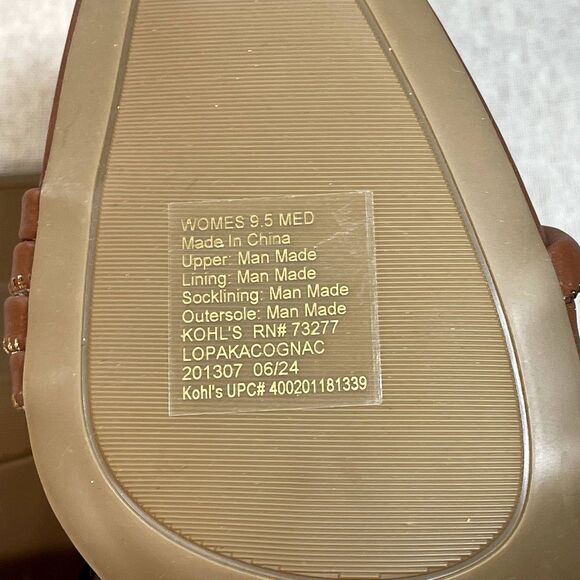 WOMES 9.5 MED
Made In China
Upper: Man Made
Lining: Man Made
Socklining: Man Made
Outersole: Man Made
KOHL'S RN# 73277
LOPAKACOGNAC
201307 06/24
Kohl's UPC# 400201181339